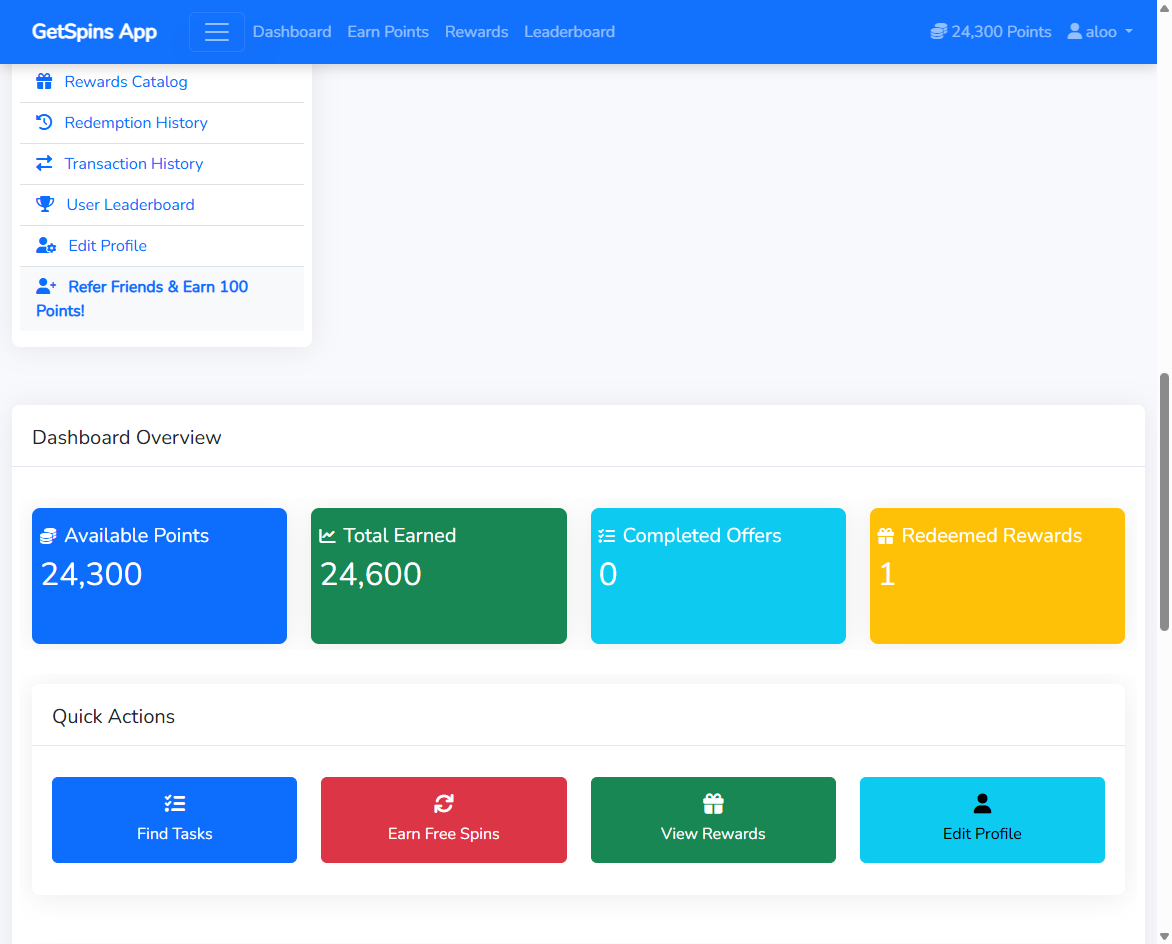 GetSpins App
Dashboard Earn Points Rewards Leaderboard
24,300 Points aloo
Rewards Catalog
Redemption History
Transaction History
User Leaderboard
Edit Profile
Refer Friends & Earn 100
Points!
Dashboard Overview
Available Points
24,300
Total Earned
24,600
Completed Offers
0
Redeemed Rewards
1
Quick Actions
Find Tasks
Earn Free Spins
View Rewards
Edit Profile